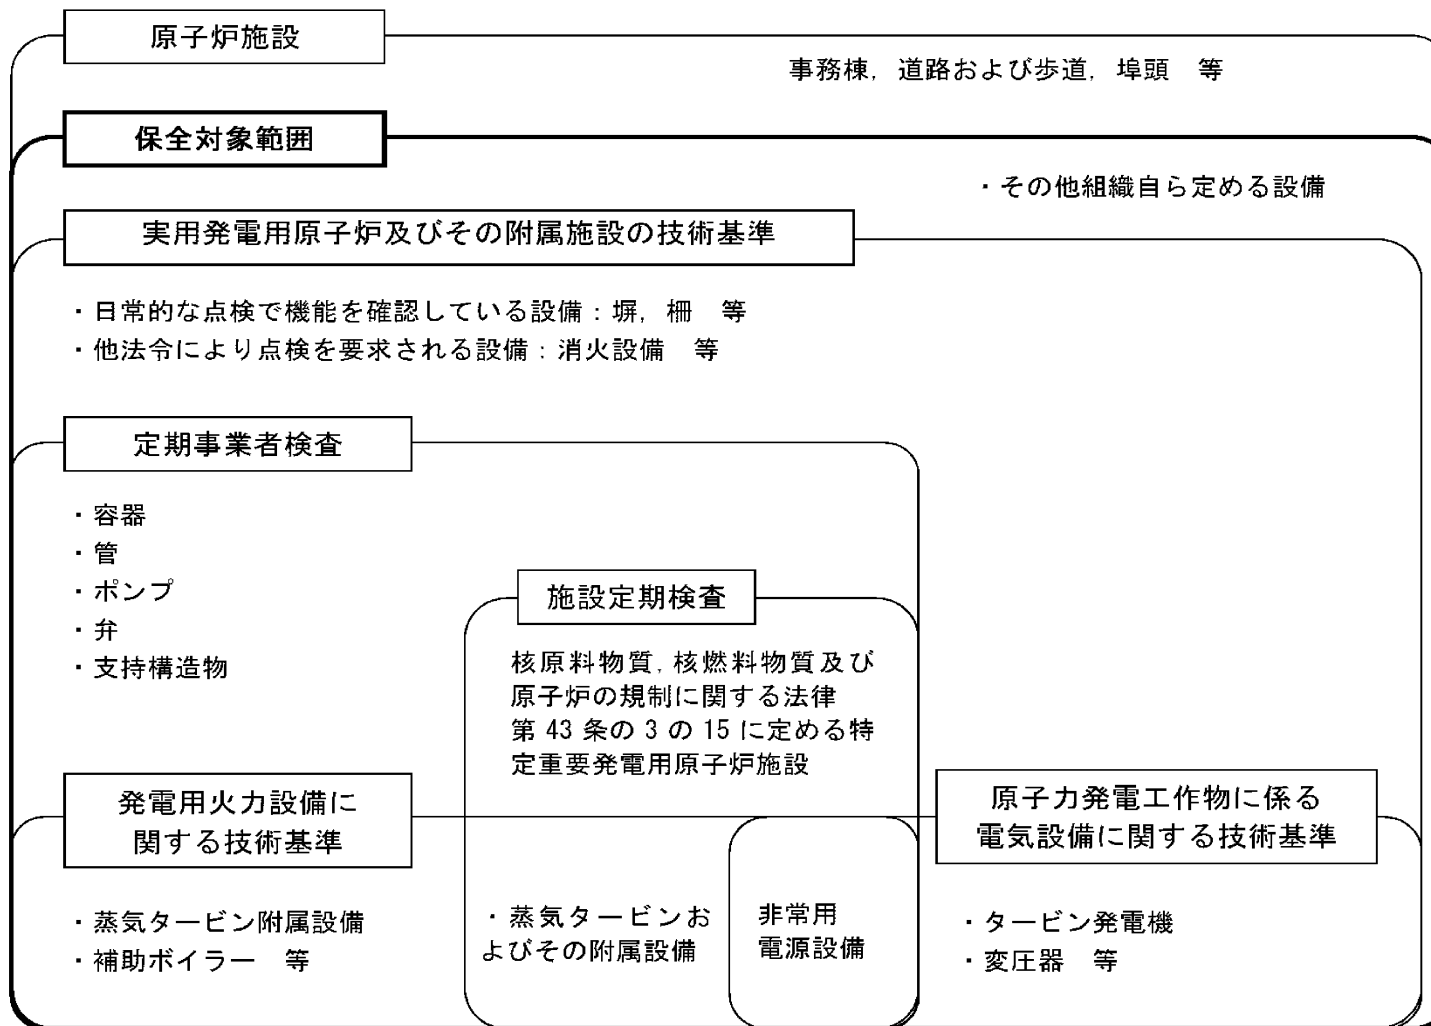 原子炉施設
事務棟，道路および歩道，埠頭　等
保全対象範囲
・その他組織自ら定める設備
実用発電用原子炉及びその附属施設の技術基準
・日常的な点検で機能を確認している設備：塀，柵　等
・他法令により点検を要求される設備：消火設備　等
定期事業者検査
・容器
・管
・ポンプ
・弁
・支持構造物
施設定期検査
核原料物質，核燃料物質及び
原子炉の規制に関する法律
第 43 条の 3 の 15 に定める特
定重要発電用原子炉施設
発電用火力設備に
関する技術基準
原子力発電工作物に係る
電気設備に関する技術基準
・蒸気タービン附属設備
・補助ボイラー　等
・蒸気タービンお
よびその附属設備
非常用
電源設備
・タービン発電機
・変圧器　等